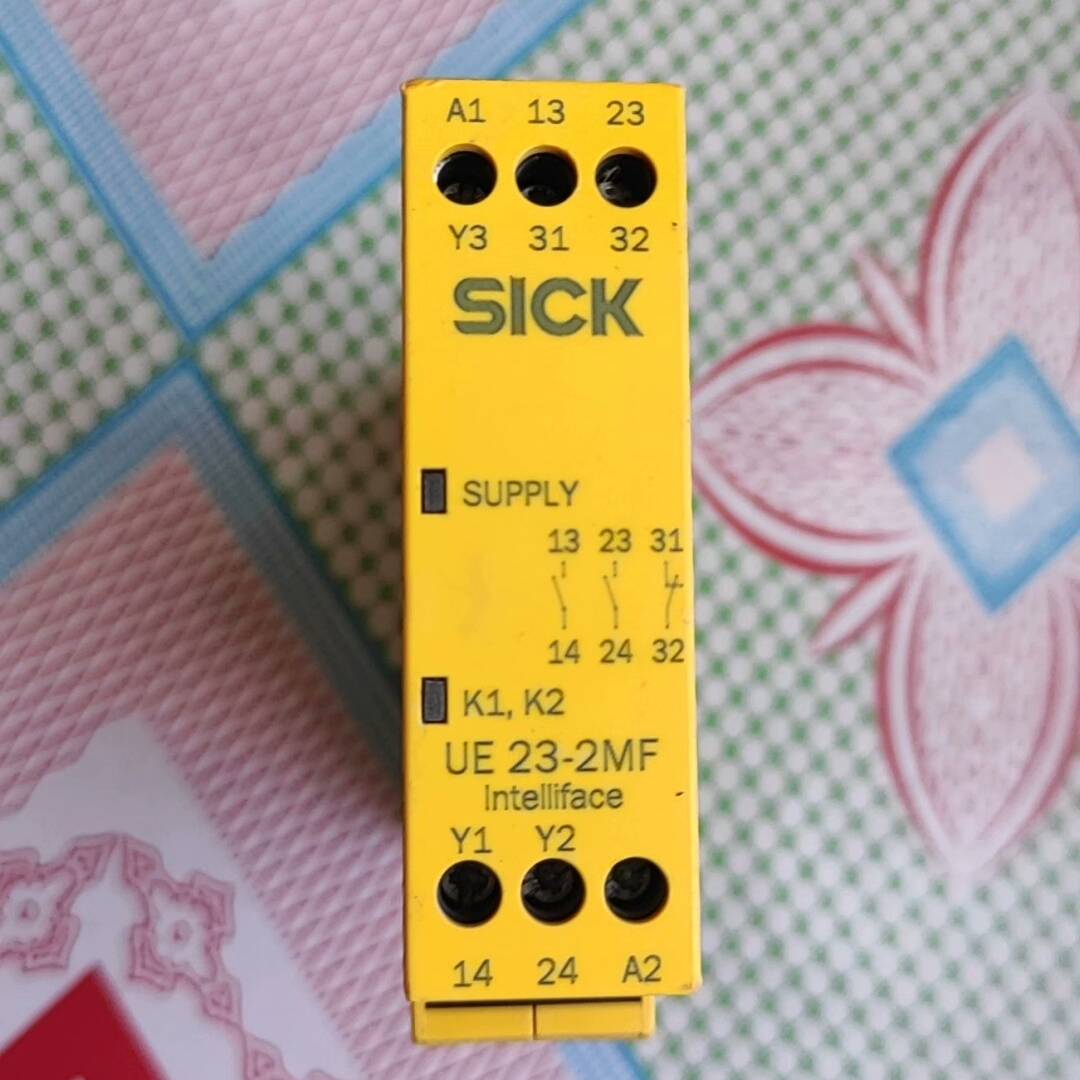 A1 13 23
Y3 31 32
SICK
SUPPLY
13 23 31
14 24 32
K1, K2
UE 23-2MF
Intelliface
Y1 Y2
14 24 A2